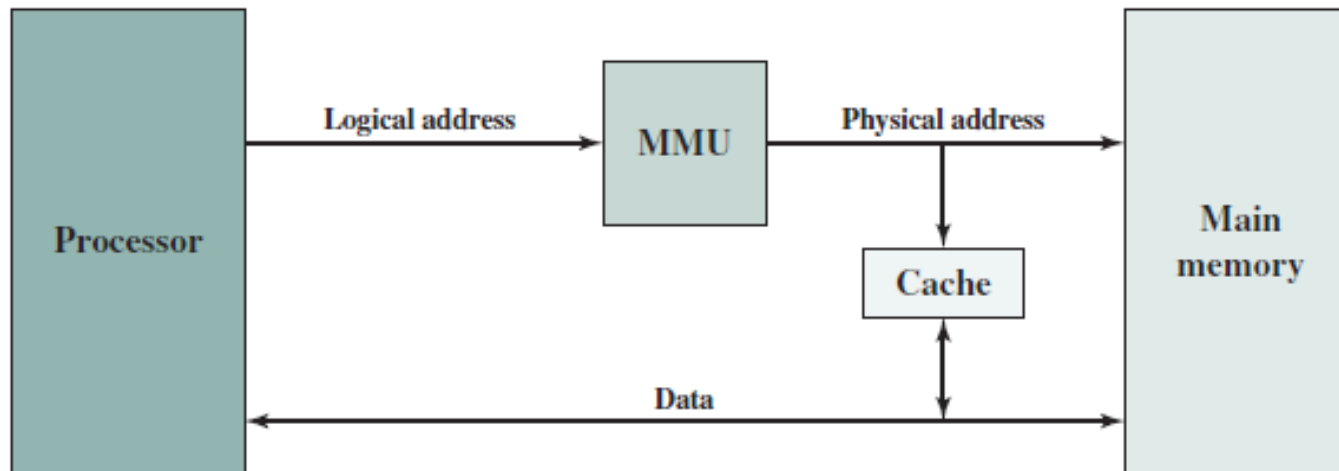 Logical address
Physical address
MMU
Processor
Main
memory
Cache
Data